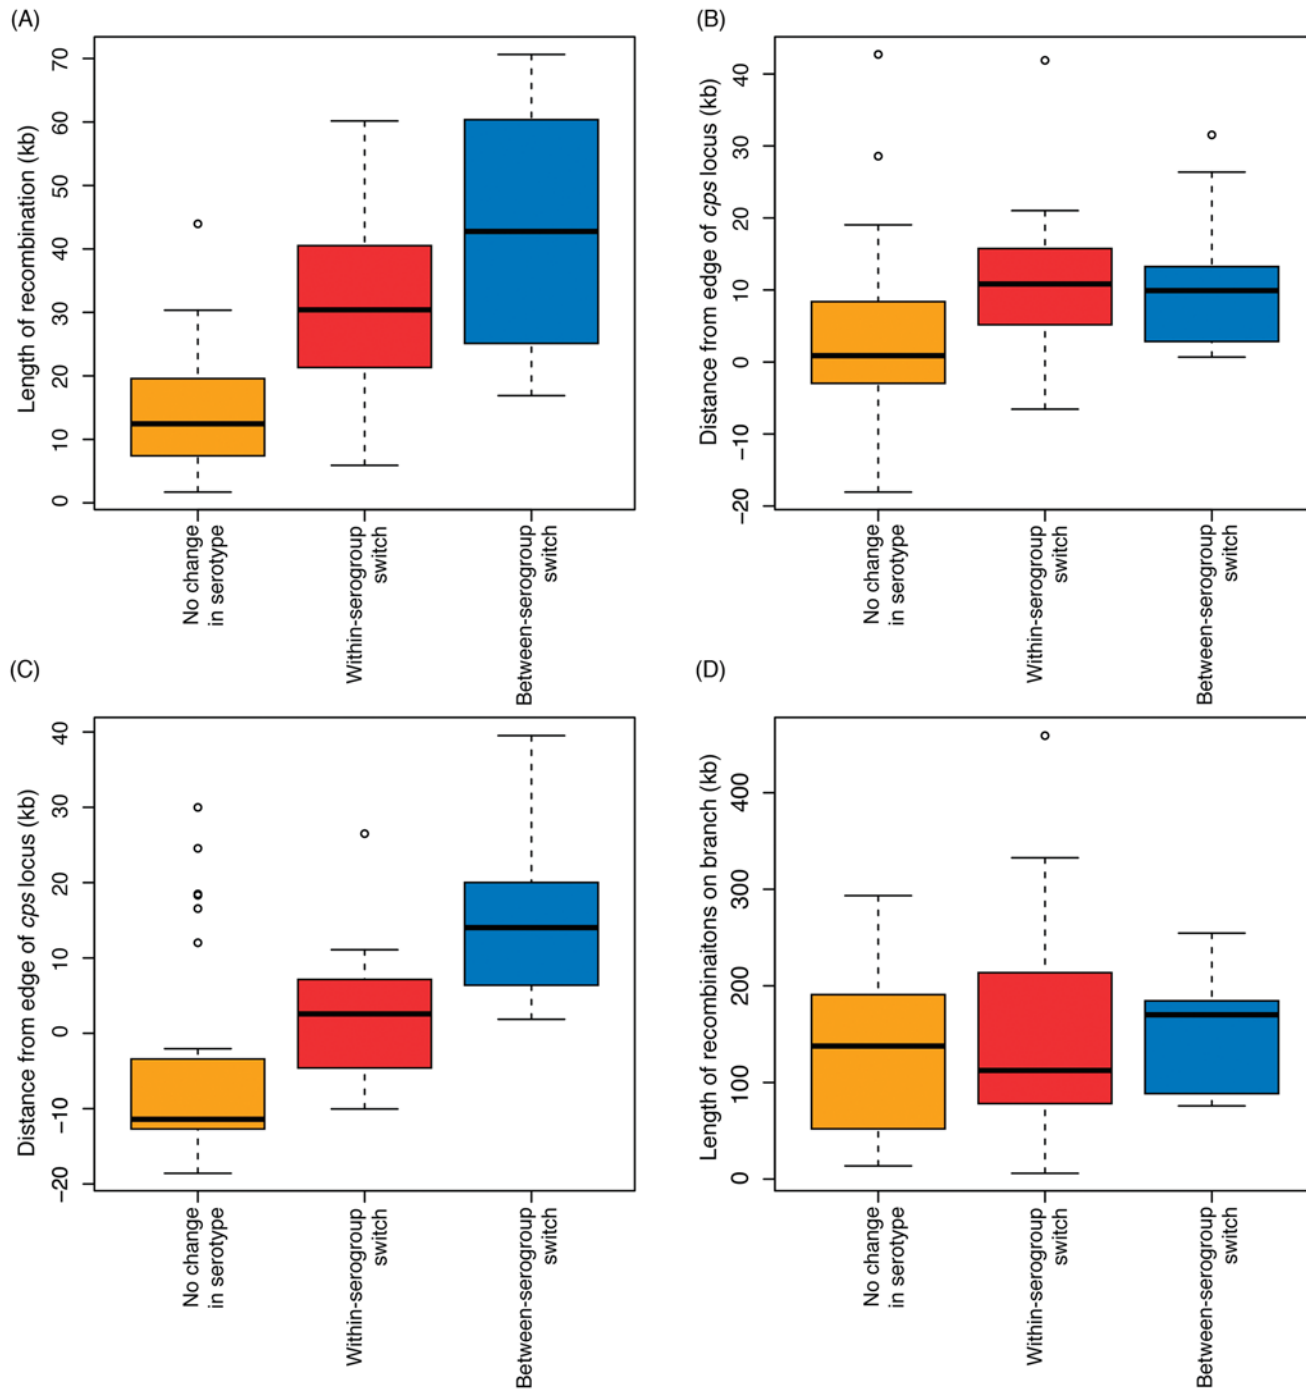 (A)
Length of recombination (kb)
70
60
50
40
30
20
10
0
No change
in serotype
Within-serogroup
switch
Between-serogroup
switch
(B)
Distance from edge of cps locus (kb)
40
30
20
10
0
−10
−20
No change
in serotype
Within-serogroup
switch
Between-serogroup
switch
(C)
Distance from edge of cps locus (kb)
40
30
20
10
0
−10
−20
No change
in serotype
Within-serogroup
switch
Between-serogroup
switch
(D)
Length of recombinaitons on branch (kb)
400
300
200
100
0
No change
in serotype
Within-serogroup
switch
Between-serogroup
switch